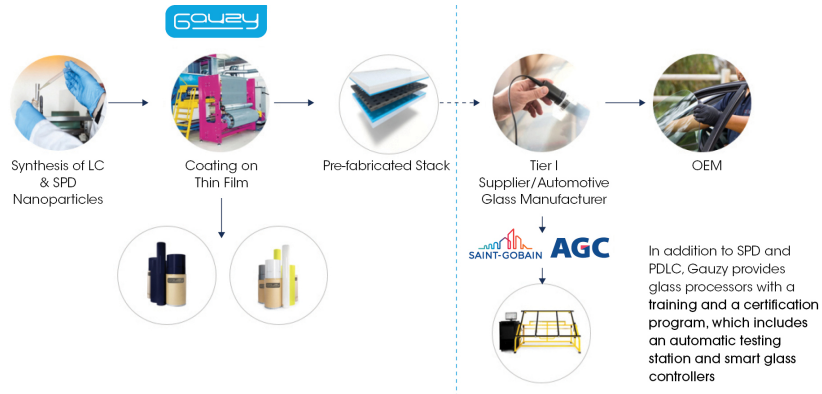 Gauzy
Synthesis of LC
& SPD
Nanoparticles
Coating on
Thin Film
Pre-fabricated Stack
Tier I
Supplier/Automotive
Glass Manufacturer
OEM
SAINT-GOBAIN
AGC
In addition to SPD and
PDLC, Gauzy provides
glass processors with a
training and a certification
program, which includes
an automatic testing
station and smart glass
controllers